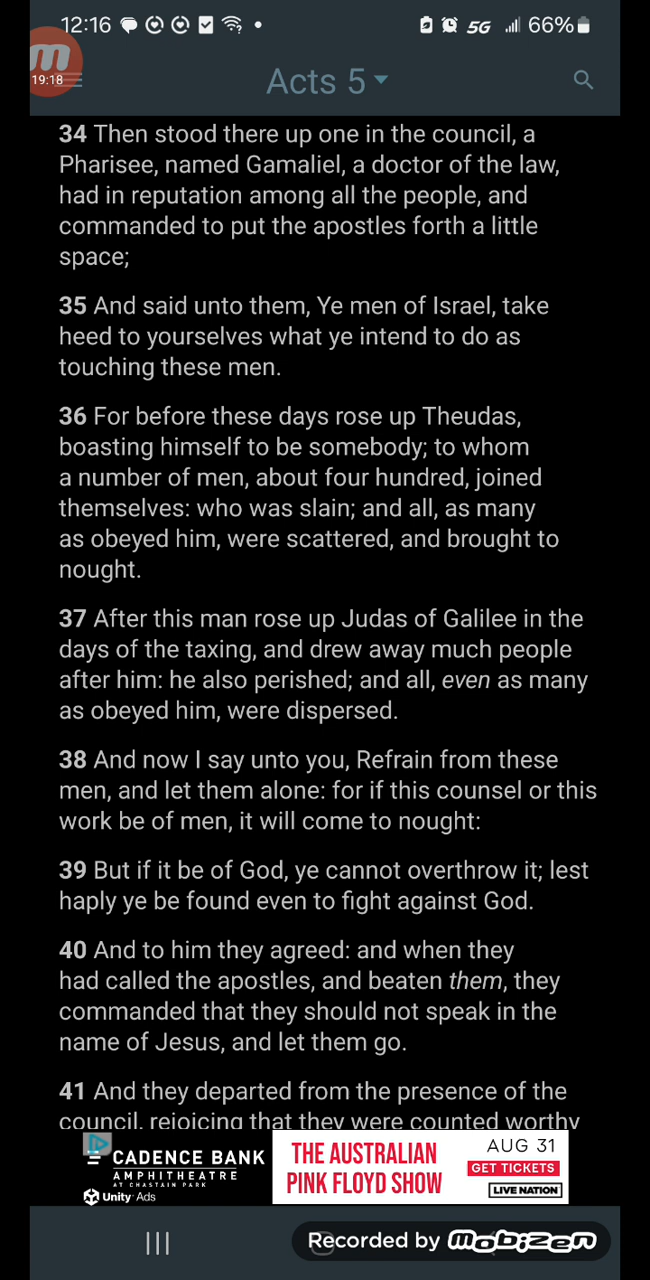 12:16 5G 66%
m
19:18
Acts 5
34 Then stood there up one in the council, a
Pharisee, named Gamaliel, a doctor of the law,
had in reputation among all the people, and
commanded to put the apostles forth a little
space;
35 And said unto them, Ye men of Israel, take
heed to yourselves what ye intend to do as
touching these men.
36 For before these days rose up Theudas,
boasting himself to be somebody; to whom
a number of men, about four hundred, joined
themselves: who was slain; and all, as many
as obeyed him, were scattered, and brought to
nought.
37 After this man rose up Judas of Galilee in the
days of the taxing, and drew away much people
after him: he also perished; and all, even as many
as obeyed him, were dispersed.
38 And now I say unto you, Refrain from these
men, and let them alone: for if this counsel or this
work be of men, it will come to nought:
39 But if it be of God, ye cannot overthrow it; lest
haply ye be found even to fight against God.
40 And to him they agreed: and when they
had called the apostles, and beaten them, they
commanded that they should not speak in the
name of Jesus, and let them go.
41 And they departed from the presence of the
council, rejoicing that they were counted worthy
CADENCE BANK
AMPHITHEATRE
AT CHASTAIN PARK
Unity Ads
THE AUSTRALIAN
PINK FLOYD SHOW
AUG 31
GET TICKETS
LIVE NATION
Recorded by mobizen